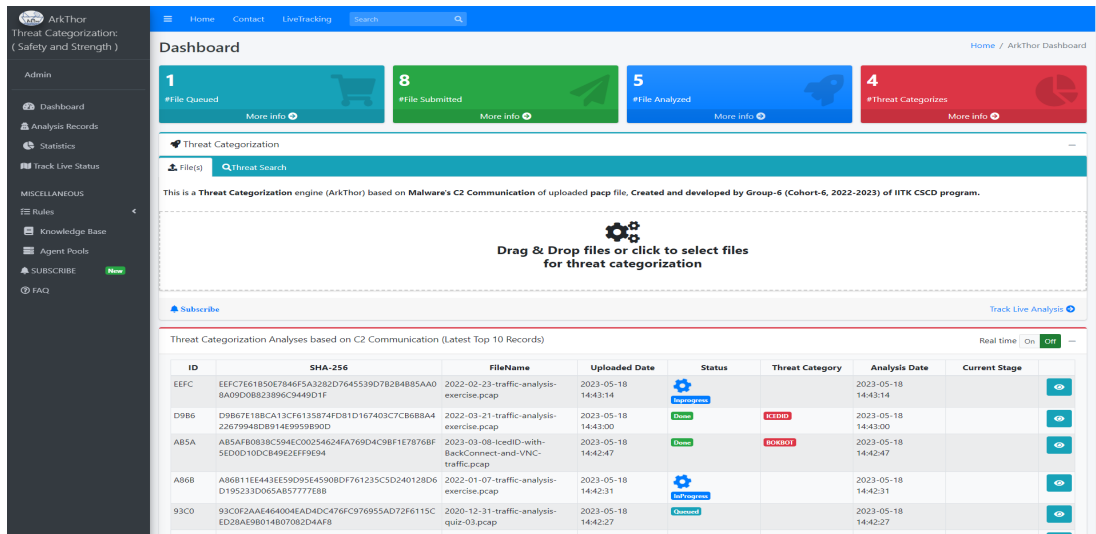 ArkThor
Threat Categorization:
( Safety and Strength )
Admin
Dashboard
Analysis Records
Statistics
Track Live Status
MISCELLANEOUS
Rules
Knowledge Base
Agent Pools
SUBSCRIBE New
FAQ
Home Contact LiveTracking Search
Dashboard
Home / ArkThor Dashboard
1
#File Queued
More info
8
#File Submitted
More info
5
#File Analyzed
More info
4
#Threat Categorizes
More info
Threat Categorization
File(s) Threat Search
This is a Threat Categorization engine (ArkThor) based on Malware's C2 Communication of uploaded pacp file, Created and developed by Group-6 (Cohort-6, 2022-2023) of IITK CSCD program.
Drag & Drop files or click to select files
for threat categorization
Subscribe
Track Live Analysis
Threat Categorization Analyses based on C2 Communication (Latest Top 10 Records)
Real time On Off
ID SHA-256 FileName Uploaded Date Status Threat Category Analysis Date Current Stage
EEFC EEFC7E61B50E7846F5A3282D7645539D7B2B4B85AA0 2022-02-23-traffic-analysis- 2023-05-18 2023-05-18
8A09D0B823896C9449D1F exercise.pcap 14:43:14 Inprogress 14:43:14
D9B6 D9B67E18BCA13CF6135874FD81D167403C7CB6B8A4 2022-03-21-traffic-analysis- 2023-05-18 Done ICEDID 2023-05-18
22679948DB914E9959B90D exercise.pcap 14:43:00 14:43:00
AB5A AB5AFB0838C594EC00254624FA769D4C9BF1E7876BF 2023-03-08-IcedID-with- 2023-05-18 Done BOKBOT 2023-05-18
5ED0D10DCB49E2EFF9E94 BackConnect-and-VNC- 14:42:47 14:42:47
traffic.pcap
A86B A86B11EE443EE59D95E4590BDF761235C5D240128D6 2022-01-07-traffic-analysis- 2023-05-18 2023-05-18
D195233D065AB57777E8B exercise.pcap 14:42:31 InProgress 14:42:31
93C0 93C0F2AAE464004EAD4DC476FC976955AD72F6115C 2020-12-31-traffic-analysis- 2023-05-18 Queued 2023-05-18
ED28AE9B014B07082D4AF8 quiz-03.pcap 14:42:27 14:42:27